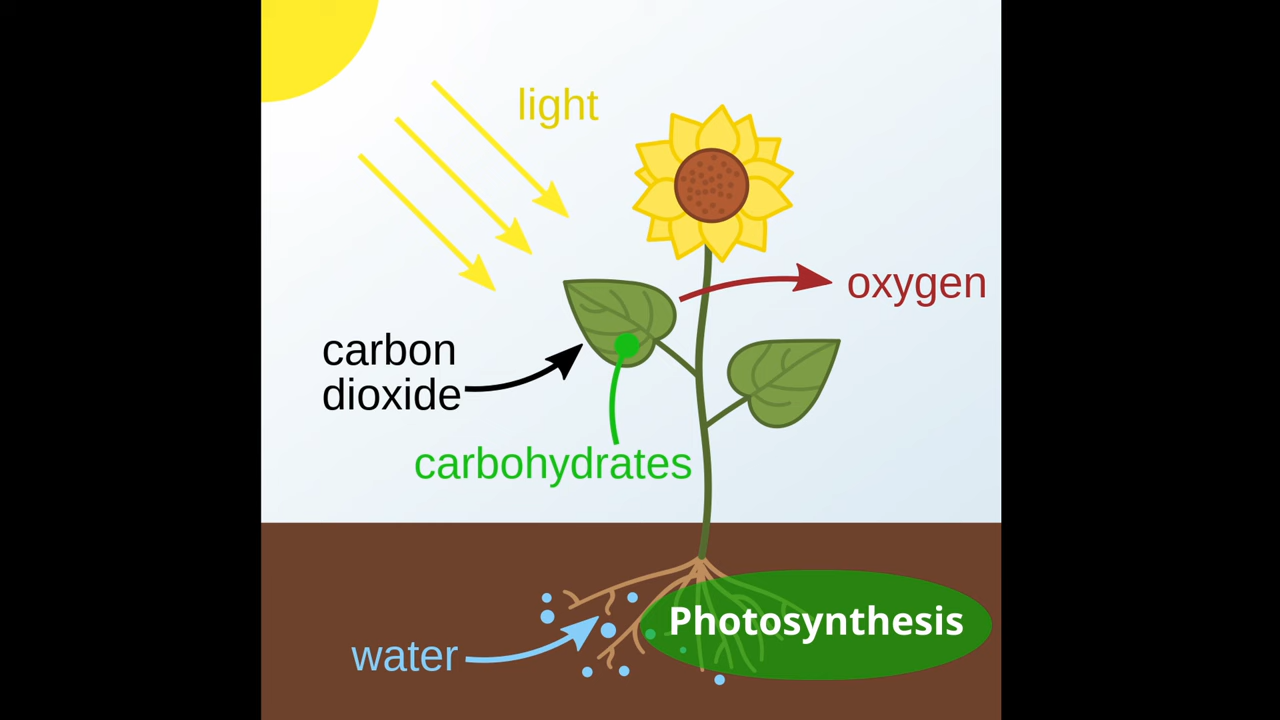 light
oxygen
carbon
dioxide
carbohydrates
Photosynthesis
water